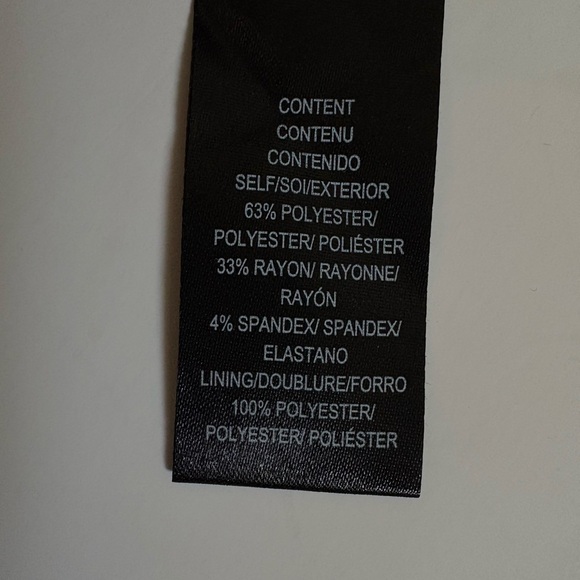 CONTENT
CONTENU
CONTENIDO
SELF/SOI/EXTERIOR
63% POLYESTER/
POLYESTER/ POLIÉSTER
33% RAYON/ RAYONNE/
RAYÓN
4% SPANDEX/ SPANDEX/
ELASTANO
LINING/DOUBLURE/FORRO
100% POLYESTER/
POLYESTER/ POLIÉSTER